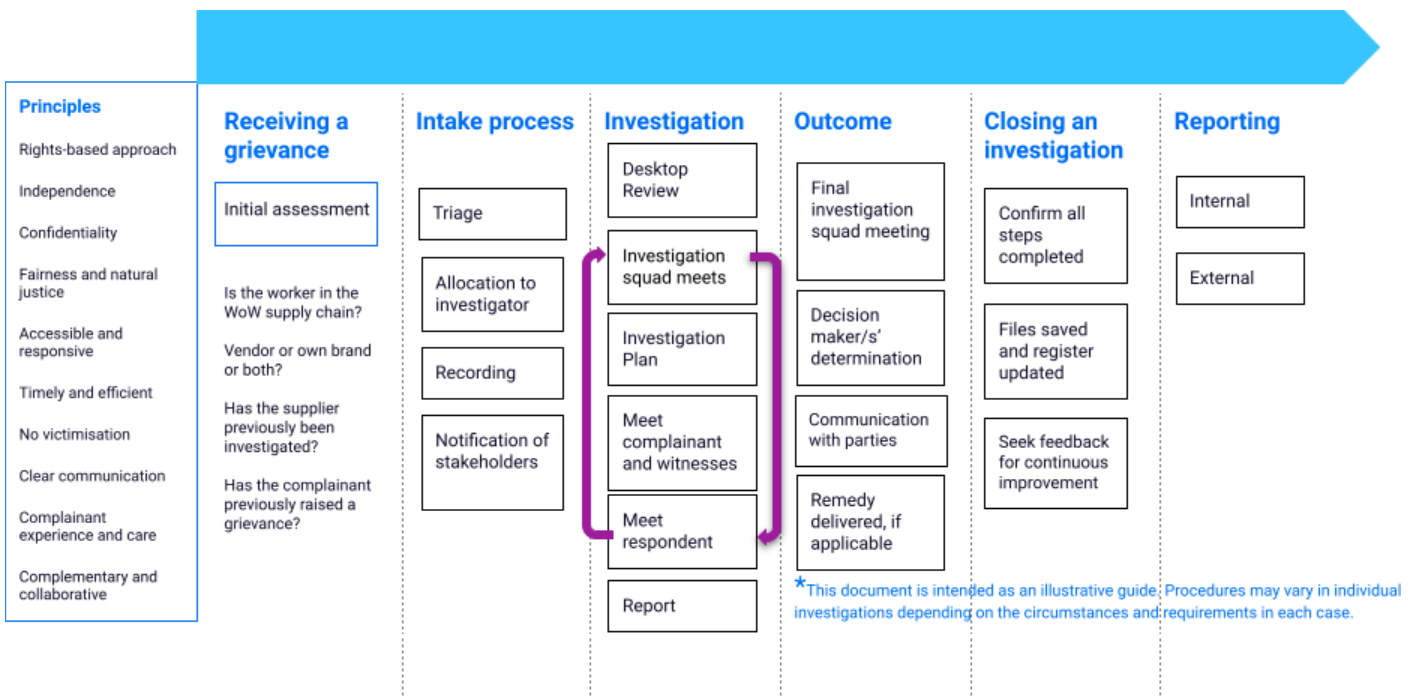 Principles
Rights-based approach
Independence
Confidentiality
Fairness and natural
justice
Accessible and
responsive
Timely and efficient
No victimisation
Clear communication
Complainant
experience and care
Complementary and
collaborative
Receiving a
grievance
Initial assessment
Is the worker in the
WoW supply chain?
Vendor or own brand
or both?
Has the supplier
previously been
investigated?
Has the complainant
previously raised a
grievance?
Intake process
Triage
Allocation to
investigator
Recording
Notification of
stakeholders
Investigation
Desktop
Review
Investigation
squad meets
Investigation
Plan
Meet
complainant
and witnesses
Meet
respondent
Report
Outcome
Final
investigation
squad meeting
Decision
maker/s’
determination
Communication
with parties
Remedy
delivered, if
applicable
Closing an
investigation
Confirm all
steps
completed
Files saved
and register
updated
Seek feedback
for continuous
improvement
Reporting
Internal
External
*This document is intended as an illustrative guide. Procedures may vary in individual
investigations depending on the circumstances and requirements in each case.